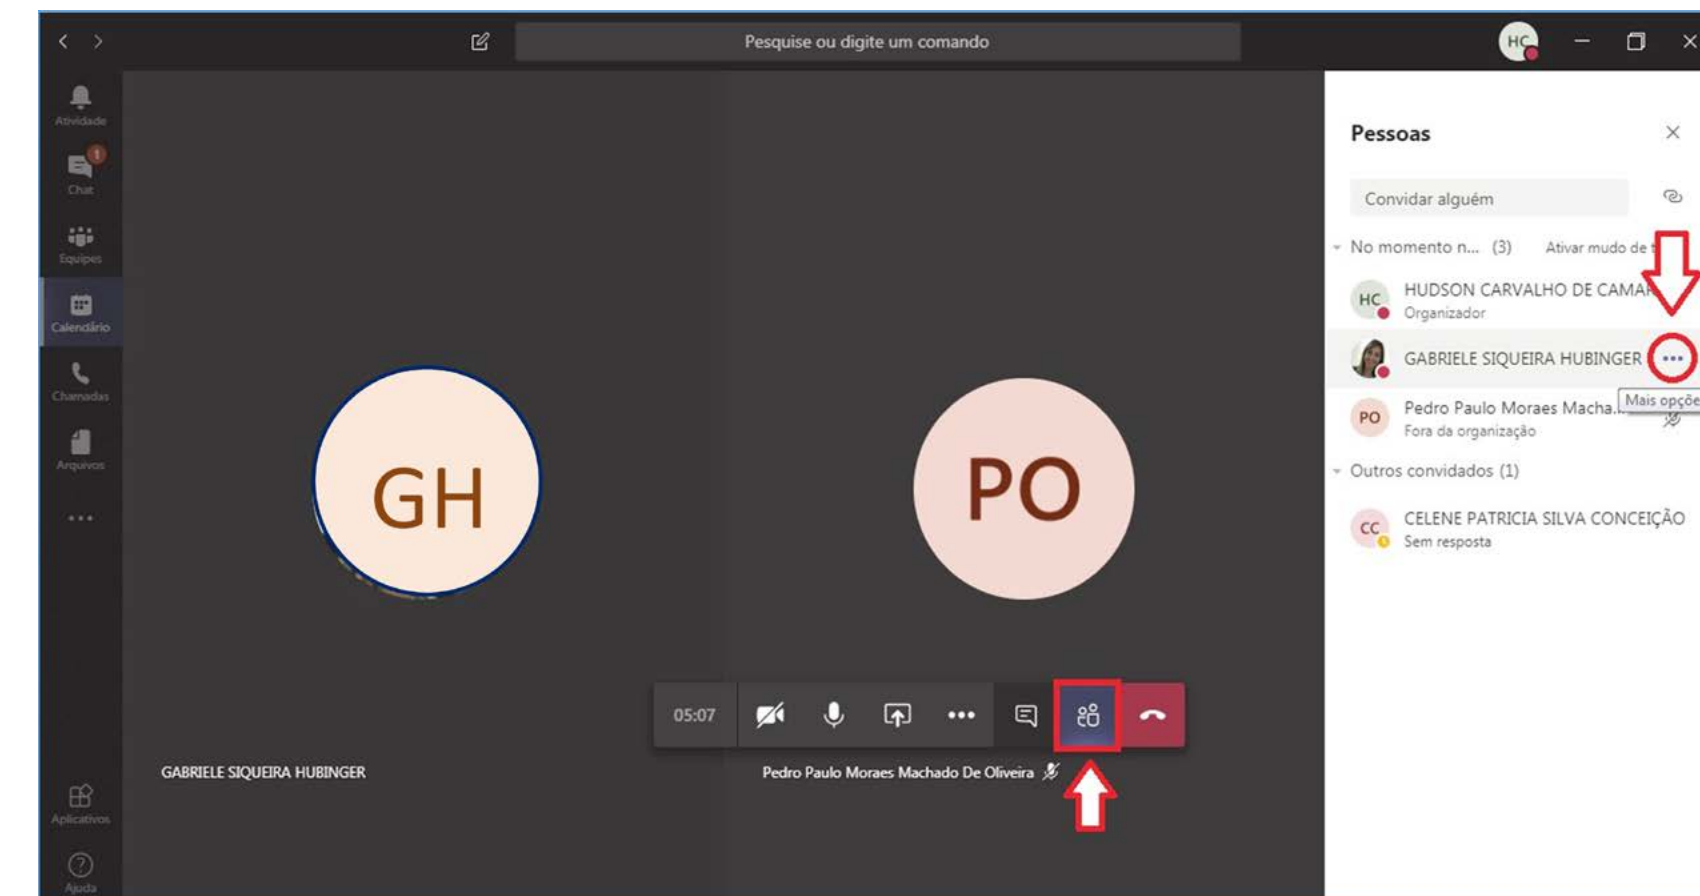 Pesquise ou digite um comando
HC
Atividade
1
Chat
Equipes
Calendário
Chamadas
Arquivos
Aplicativos
Ajuda
GH
PO
05:07
GABRIELE SIQUEIRA HUBINGER
Pedro Paulo Moraes Machado De Oliveira
Pessoas
Convidar alguém
No momento n... (3) Ativar mudo de
HC HUDSON CARVALHO DE CAMAR
Organizador
GABRIELE SIQUEIRA HUBINGER
Mais opçõe
PO Pedro Paulo Moraes Macha...
Fora da organização
Outros convidados (1)
CC CELENE PATRICIA SILVA CONCEIÇÃO
Sem resposta